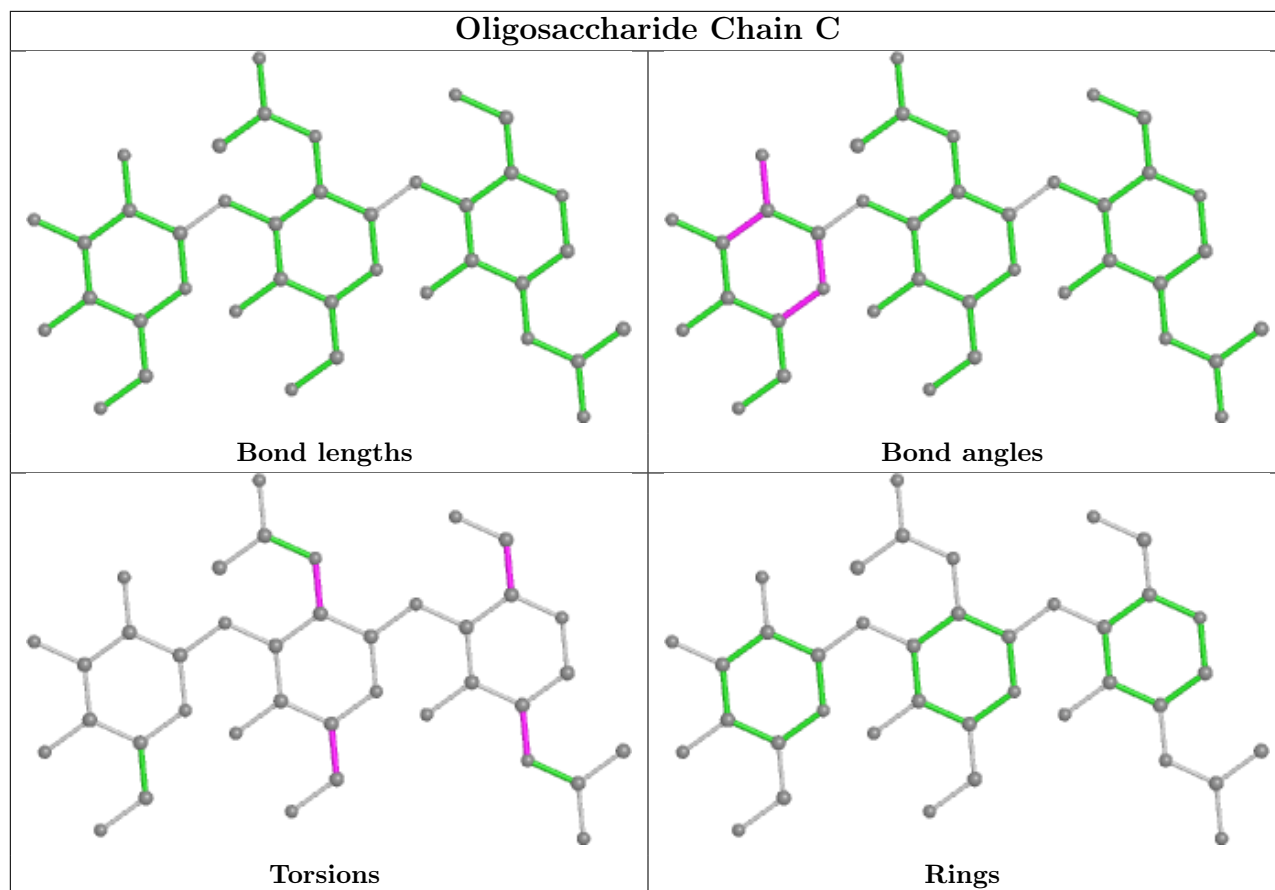 Oligosaccharide Chain C
Bond lengths
Bond angles
Torsions
Rings